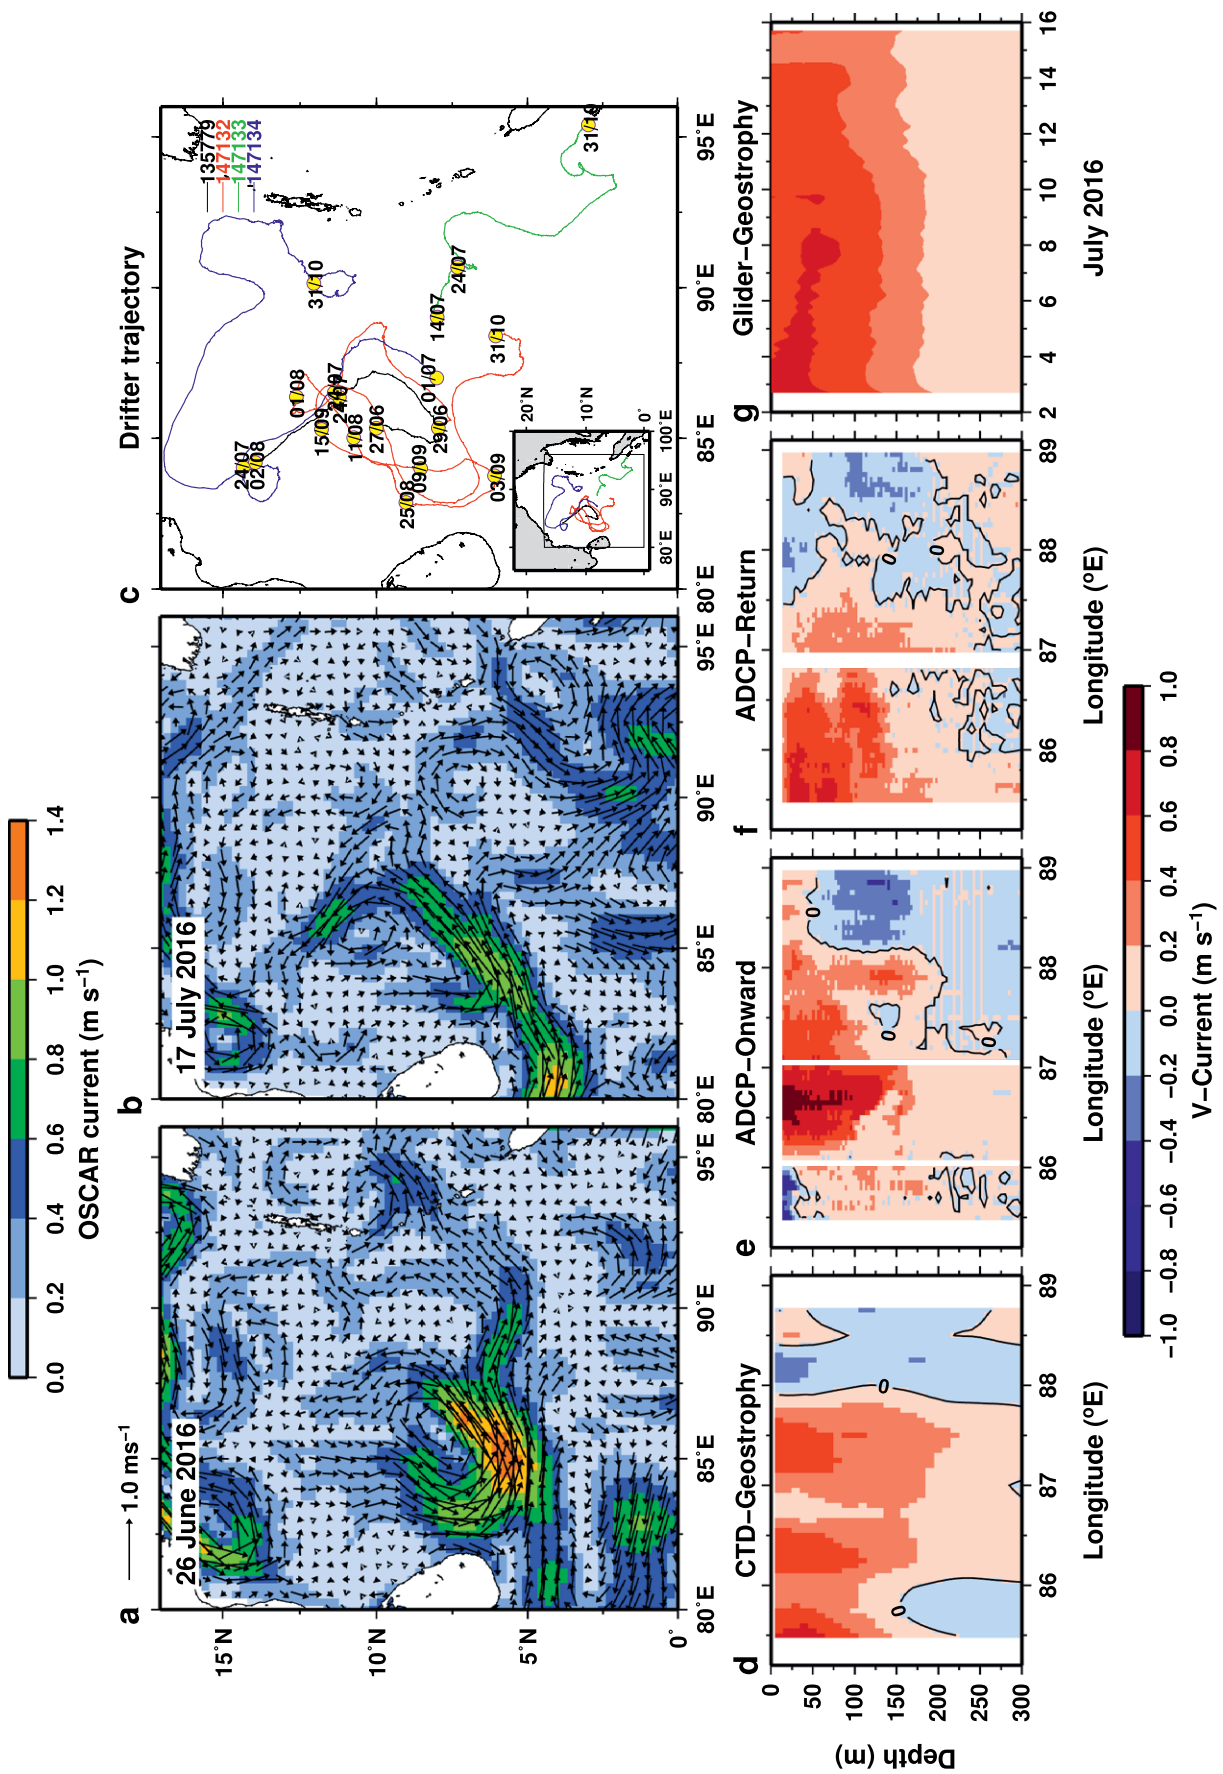 0.0 0.2 0.4 0.6 0.8 1.0 1.2 1.4
OSCAR current (m s⁻¹)
1.0 ms⁻¹
a
26 June 2016
b
17 July 2016
c
Drifter trajectory
135779
147132
147133
147134
24/07
02/08
01/08
15/09
11/08
27/06
29/06
25/08
09/09
03/09
01/07
14/07
24/07
31/10
31/10
31/10
20°N
10°N
0°
80°E 90°E 100°E
15°N
10°N
5°N
0°
80°E 85°E 90°E 95°E
80°E 85°E 90°E 95°E
80°E 85°E 90°E 95°E
d
CTD−Geostrophy
e
ADCP−Onward
f
ADCP−Return
g
Glider−Geostrophy
0
50
100
150
200
250
300
Depth (m)
0 0
0 0 0
0 0
86 87 88 89
86 87 88 89
86 87 88 89
2 4 6 8 10 12 14 16
Longitude (°E)
Longitude (°E)
Longitude (°E)
July 2016
−1.0 −0.8 −0.6 −0.4 −0.2 0.0 0.2 0.4 0.6 0.8 1.0
V−Current (m s⁻¹)